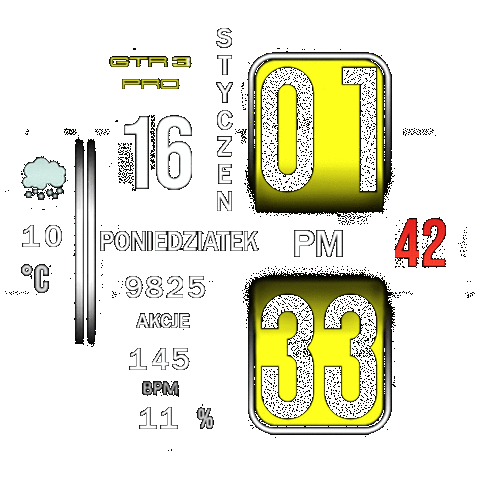 GTR 3
PRO
STYCZEN
16
01
10
°C
PONIEDZIATEK
PM
42
9825
AKCJE
33
145
BPM
11 %